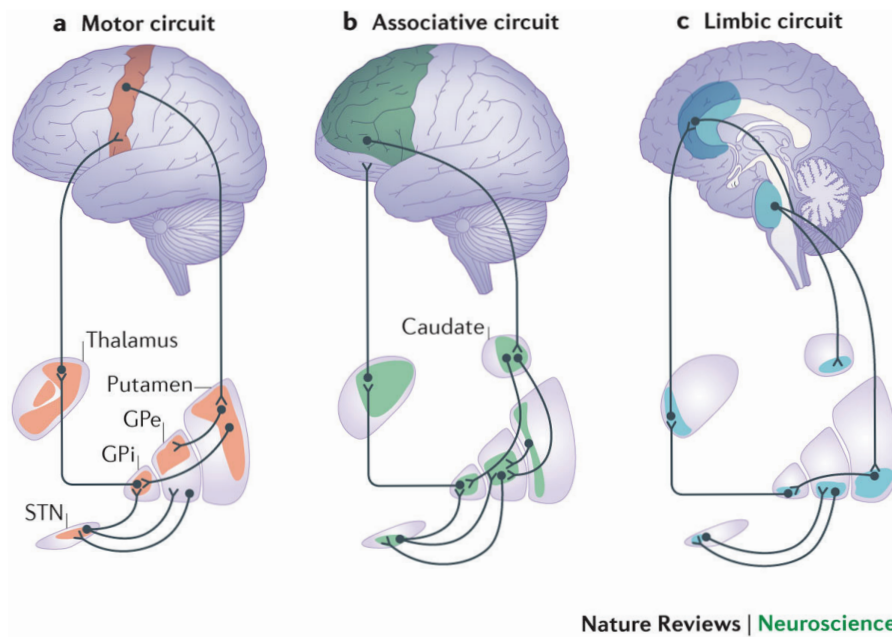 a Motor circuit
b Associative circuit
c Limbic circuit
Thalamus
Caudate
Putamen
GPe
GPi
STN
Nature Reviews | Neuroscience